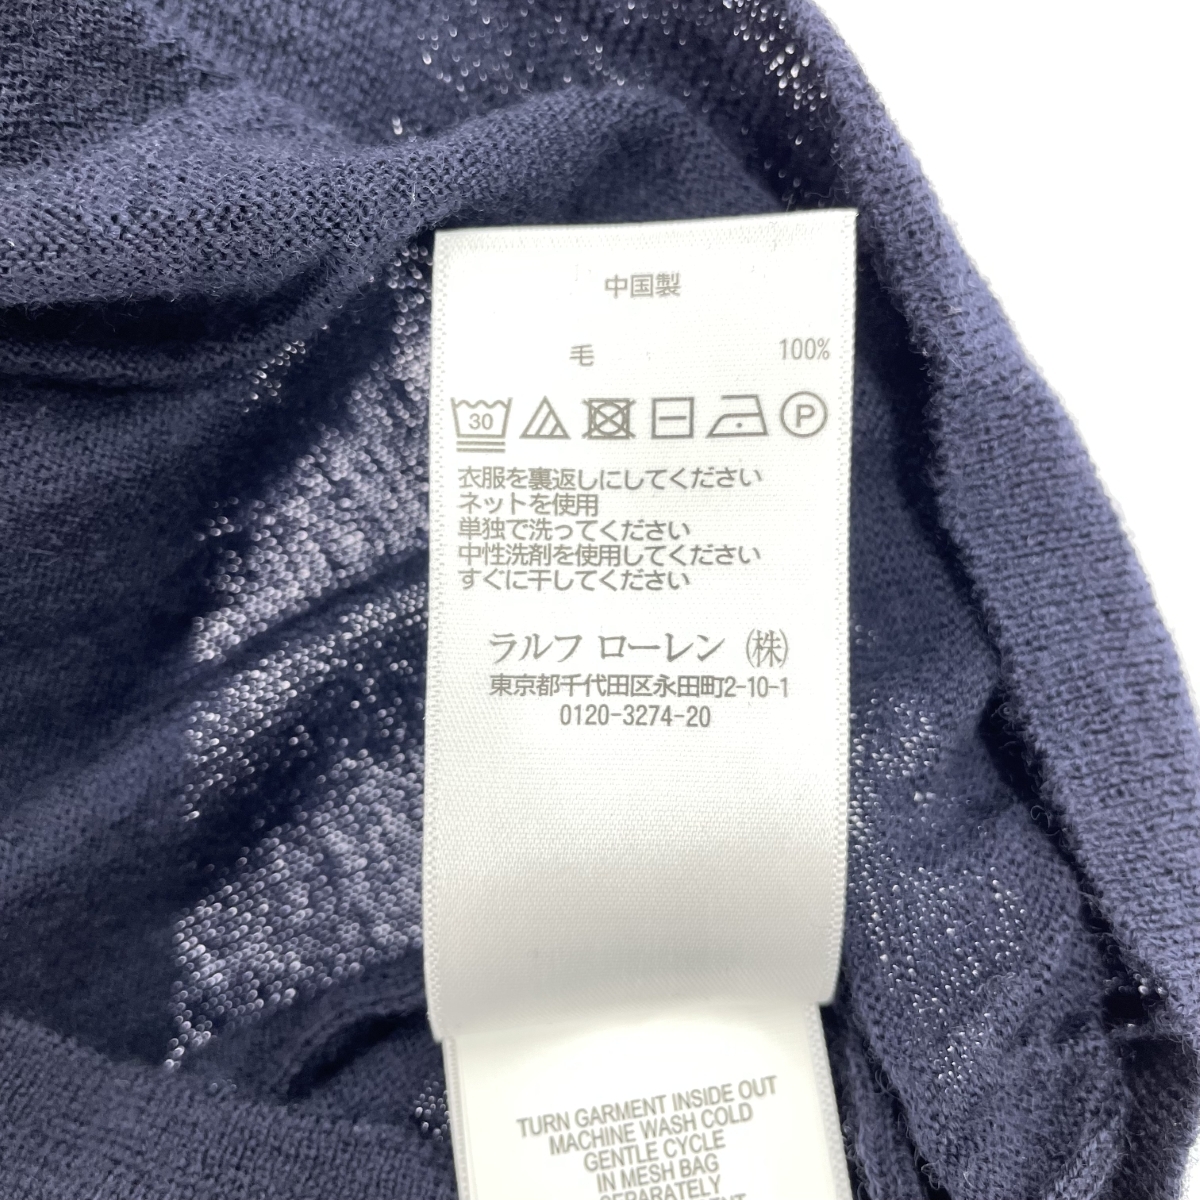 中国製
毛 100%
30 P
衣服を裏返しにしてください
ネットを使用
単独で洗ってください
中性洗剤を使用してください
すぐに干してください
ラルフ ローレン ㈱
東京都千代田区永田町2-10-1
0120-3274-20
TURN GARMENT INSIDE OUT
MACHINE WASH COLD
GENTLE CYCLE
IN MESH BAG
SEPARATELY